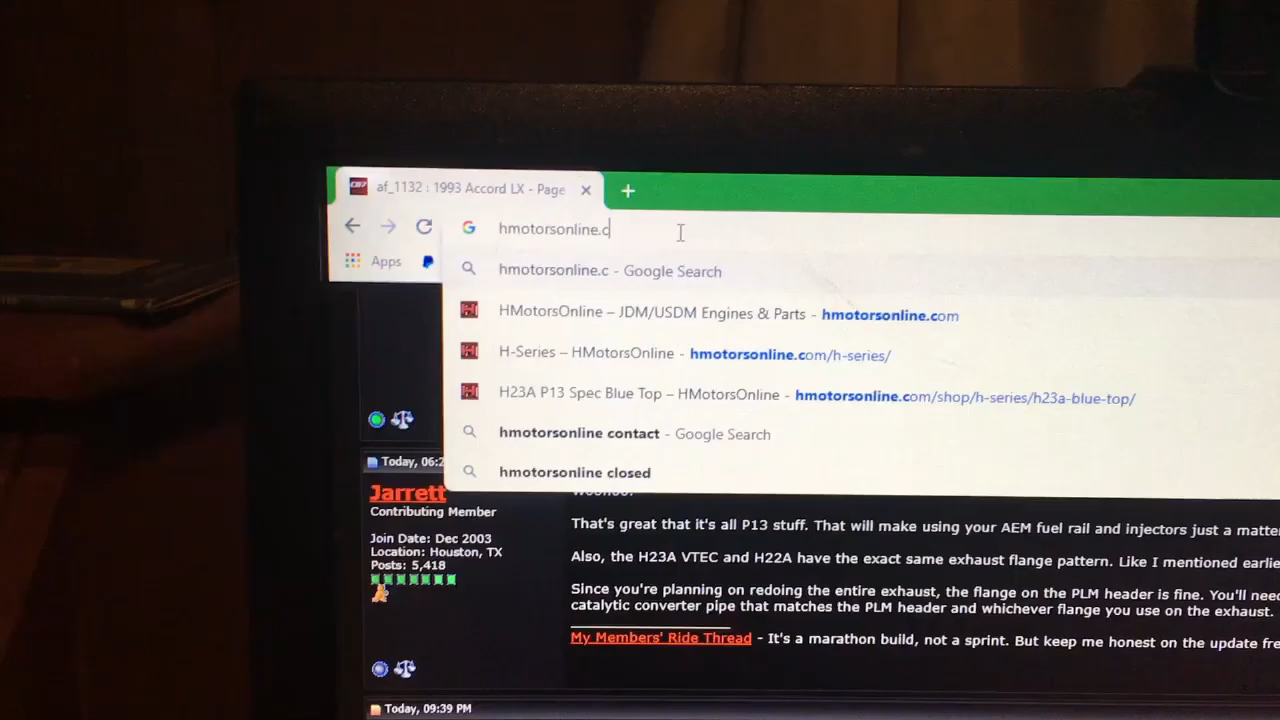 af_1132 : 1993 Accord LX - Page
hmotorsonline.c
Apps
hmotorsonline.c - Google Search
HMotorsOnline – JDM/USDM Engines & Parts - hmotorsonline.com
H-Series – HMotorsOnline - hmotorsonline.com/h-series/
H23A P13 Spec Blue Top – HMotorsOnline - hmotorsonline.com/shop/h-series/h23a-blue-top/
hmotorsonline contact - Google Search
hmotorsonline closed
Today, 06:2
Jarrett
Contributing Member
Join Date: Dec 2003
Location: Houston, TX
Posts: 5,418
That's great that it's all P13 stuff. That will make using your AEM fuel rail and injectors just a matte
Also, the H23A VTEC and H22A have the exact same exhaust flange pattern. Like I mentioned earlie
Since you're planning on redoing the entire exhaust, the flange on the PLM header is fine. You'll need
catalytic converter pipe that matches the PLM header and whichever flange you use on the exhaust.
My Members' Ride Thread - It's a marathon build, not a sprint. But keep me honest on the update fre
Today, 09:39 PM